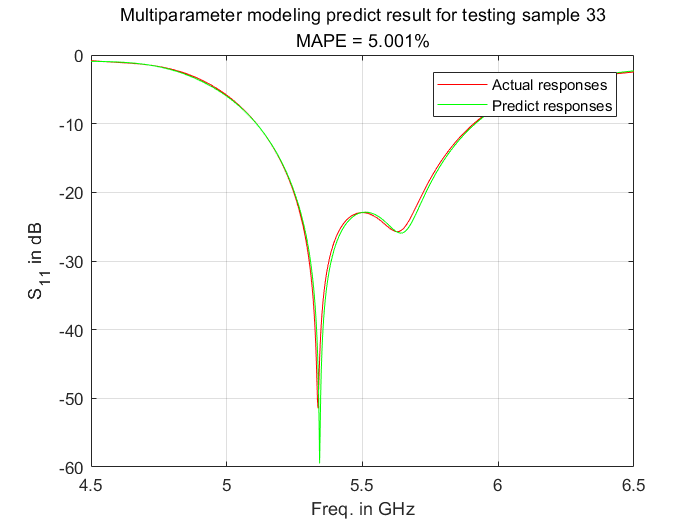 Multiparameter modeling predict result for testing sample 33
MAPE = 5.001%
0
-10
-20
-30
-40
-50
-60
S11 in dB
Actual responses
Predict responses
4.5
5
5.5
6
6.5
Freq. in GHz